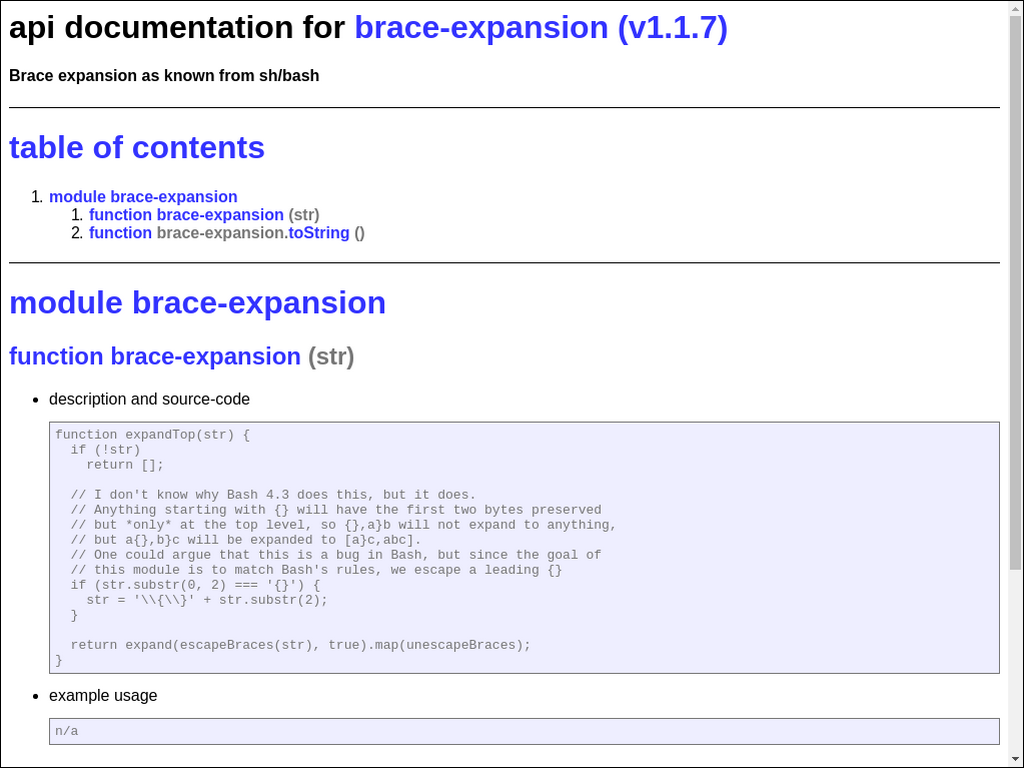 api documentation for brace-expansion (v1.1.7)
Brace expansion as known from sh/bash
table of contents
1. module brace-expansion
1. function brace-expansion (str)
2. function brace-expansion.toString ()
module brace-expansion
function brace-expansion (str)
• description and source-code
function expandTop(str) {
  if (!str)
    return [];
  // I don't know why Bash 4.3 does this, but it does.
  // Anything starting with {} will have the first two bytes preserved
  // but *only* at the top level, so {},a}b will not expand to anything,
  // but a{},b}c will be expanded to [a}c,abc].
  // One could argue that this is a bug in Bash, but since the goal of
  // this module is to match Bash's rules, we escape a leading {}
  if (str.substr(0, 2) === '{}') {
    str = '\\{\\}' + str.substr(2);
  }
  return expand(escapeBraces(str), true).map(unescapeBraces);
}
• example usage
n/a